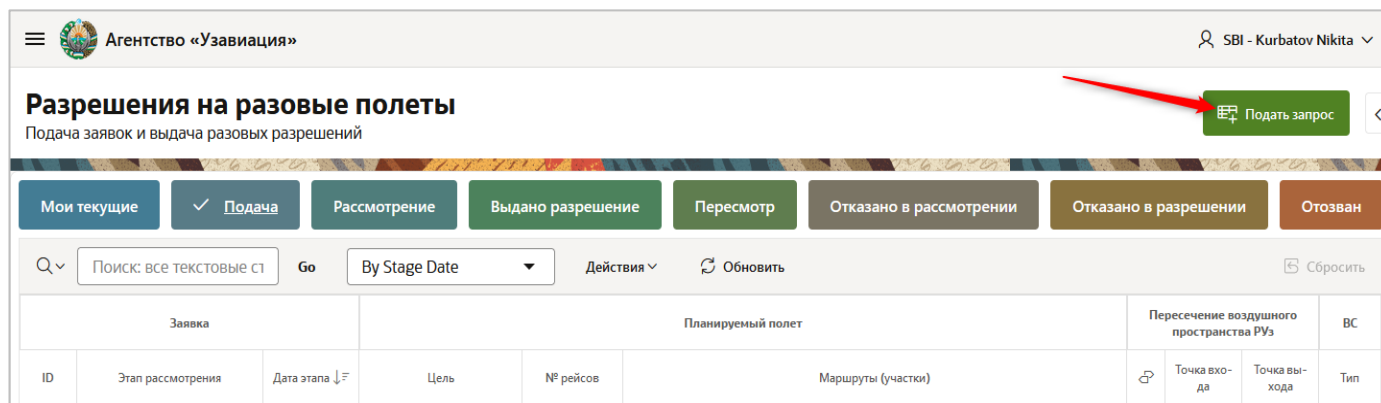 Агентство «Узавиация»
SBI - Kurbatov Nikita
Разрешения на разовые полеты
Подать запрос
Подача заявок и выдача разовых разрешений
Мои текущие
Подача
Рассмотрение
Выдано разрешение
Пересмотр
Отказано в рассмотрении
Отказано в разрешении
Отозван
Поиск: все текстовые ст
Go
By Stage Date
Действия
Обновить
Сбросить
Заявка
Планируемый полет
Пересечение воздушного
пространства РУз
ВС
ID
Этап рассмотрения
Дата этапа
Цель
№ рейсов
Маршруты (участки)
Точка вхо-
да
Точка вы-
хода
Тип